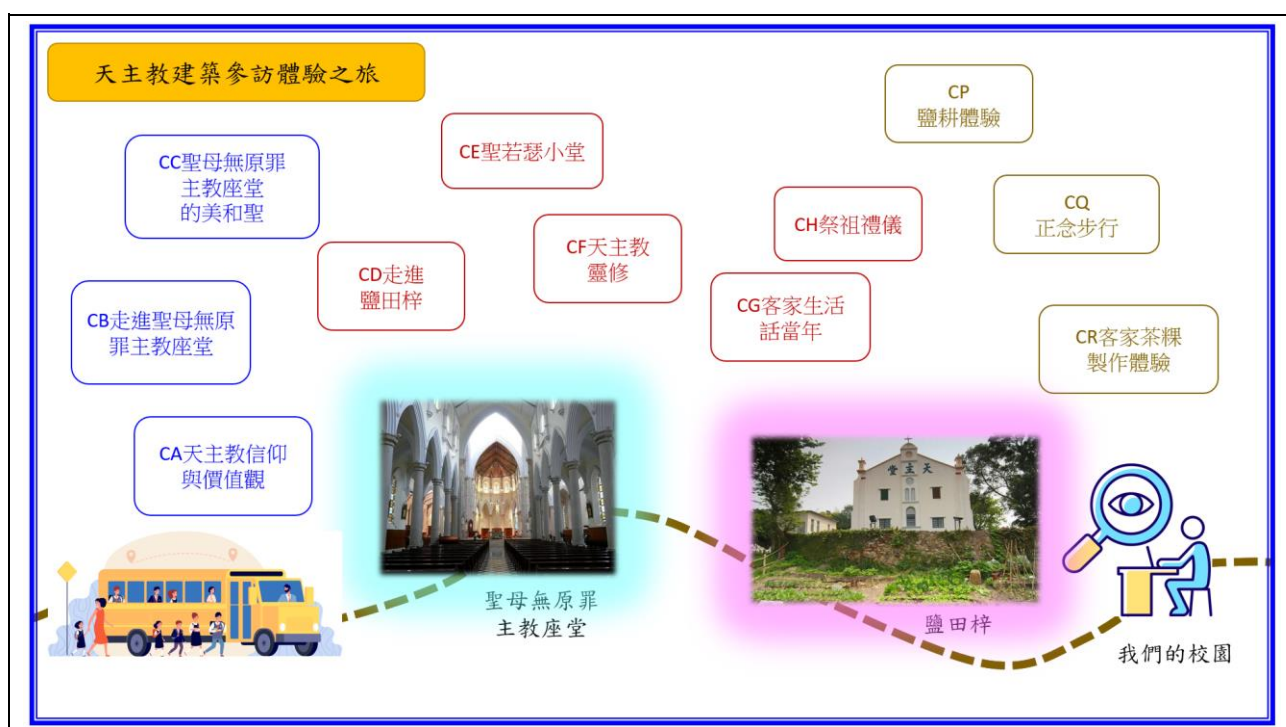 天主教建築參訪體驗之旅
CC聖母無原罪
主教座堂
的美和聖
CB走進聖母無原
罪主教座堂
CA天主教信仰
與價值觀
CD走進
鹽田梓
CE聖若瑟小堂
CF天主教
靈修
CH祭祖禮儀
CG客家生活
話當年
CP
鹽耕體驗
CQ
正念步行
CR客家茶粿
製作體驗
天主堂
聖母無原罪
主教座堂
鹽田梓
我們的校園